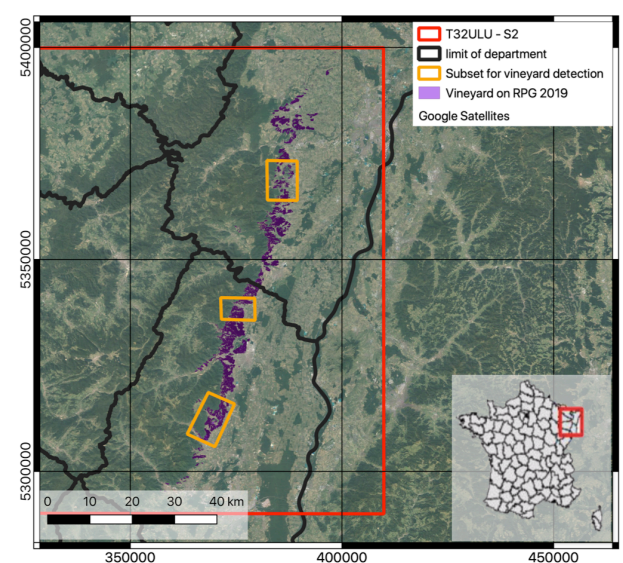 T32ULU - S2
limit of department
Subset for vineyard detection
Vineyard on RPG 2019
Google Satellites
5400000
5350000
5300000
0 10 20 30 40 km
350000 400000 450000